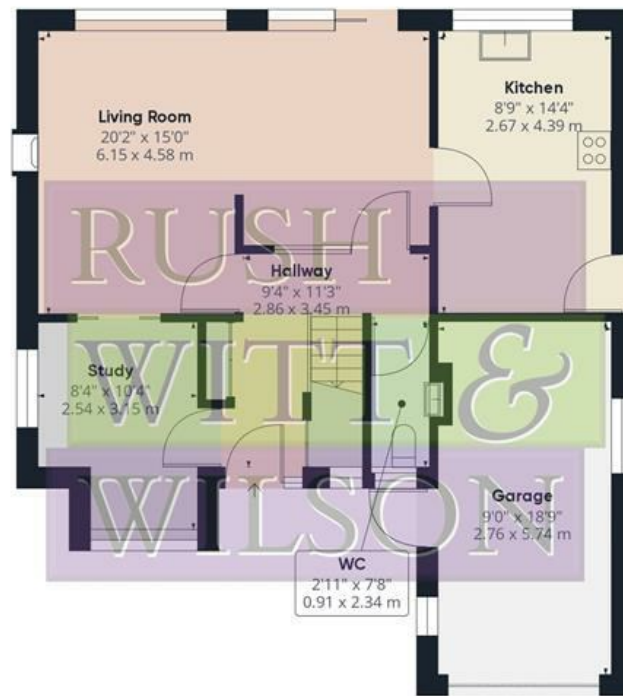 Kitchen
8'9" x 14'4"
2.67 x 4.39 m
Living Room
20'2" x 15'0"
6.15 x 4.58 m
RUSH
Hallway
9'4" x 11'3"
2.86 x 3.45 m
WITT &
Study
8'4" x 10'4"
2.54 x 3.15 m
WILSON
Garage
9'0" x 18'9"
2.76 x 5.74 m
WC
2'11" x 7'8"
0.91 x 2.34 m